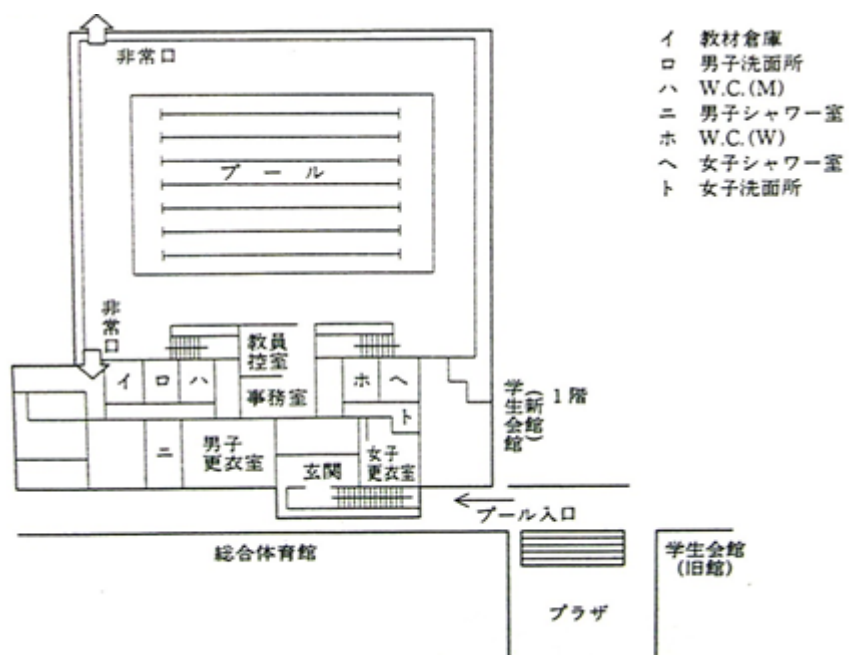 非常口
イ 教材倉庫
ロ 男子洗面所
ハ W.C.(M)
ニ 男子シャワー室
ホ W.C.(W)
ヘ 女子シャワー室
ト 女子洗面所
プール
非常口
教員
控室
イ
ロ
ハ
事務室
ホ
ヘ
ト
学生会館
(新館)
1階
ニ
男子
更衣室
玄関
女子
更衣室
プール入口
総合体育館
学生会館
(旧館)
プラザ